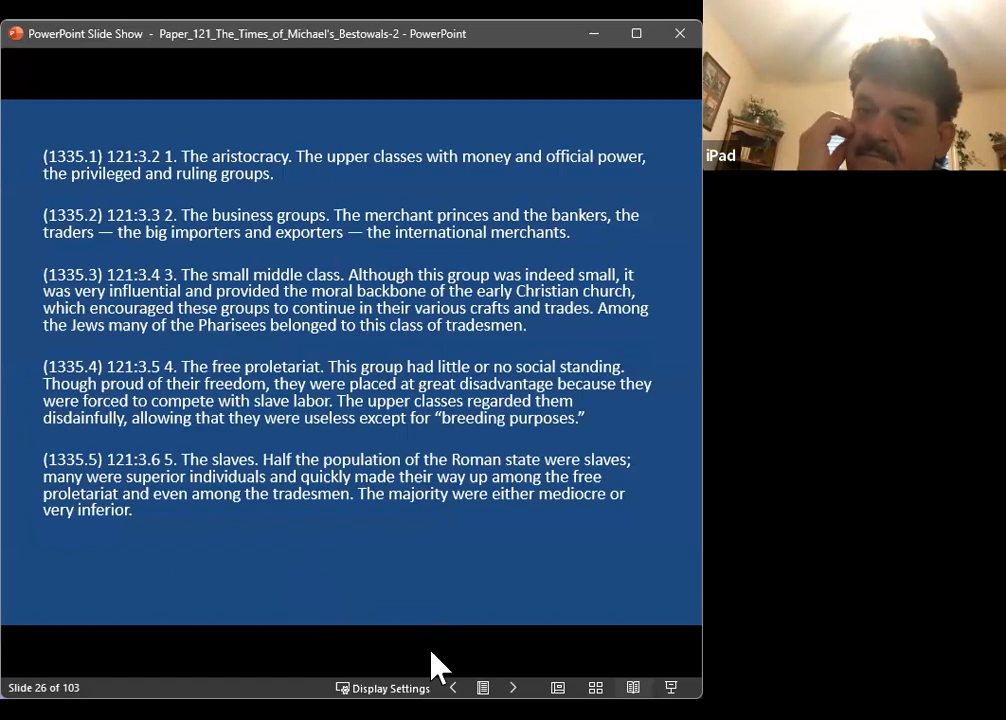 PowerPoint Slide Show - Paper_121_The_Times_of_Michael's_Bestowals-2 - PowerPoint
(1335.1) 121:3.2 1. The aristocracy. The upper classes with money and official power,
the privileged and ruling groups.
(1335.2) 121:3.3 2. The business groups. The merchant princes and the bankers, the
traders — the big importers and exporters — the international merchants.
(1335.3) 121:3.4 3. The small middle class. Although this group was indeed small, it
was very influential and provided the moral backbone of the early Christian church,
which encouraged these groups to continue in their various crafts and trades. Among
the Jews many of the Pharisees belonged to this class of tradesmen.
(1335.4) 121:3.5 4. The free proletariat. This group had little or no social standing.
Though proud of their freedom, they were placed at great disadvantage because they
were forced to compete with slave labor. The upper classes regarded them
disdainfully, allowing that they were useless except for “breeding purposes.”
(1335.5) 121:3.6 5. The slaves. Half the population of the Roman state were slaves;
many were superior individuals and quickly made their way up among the free
proletariat and even among the tradesmen. The majority were either mediocre or
very inferior.
Slide 26 of 103
Display Settings
iPad